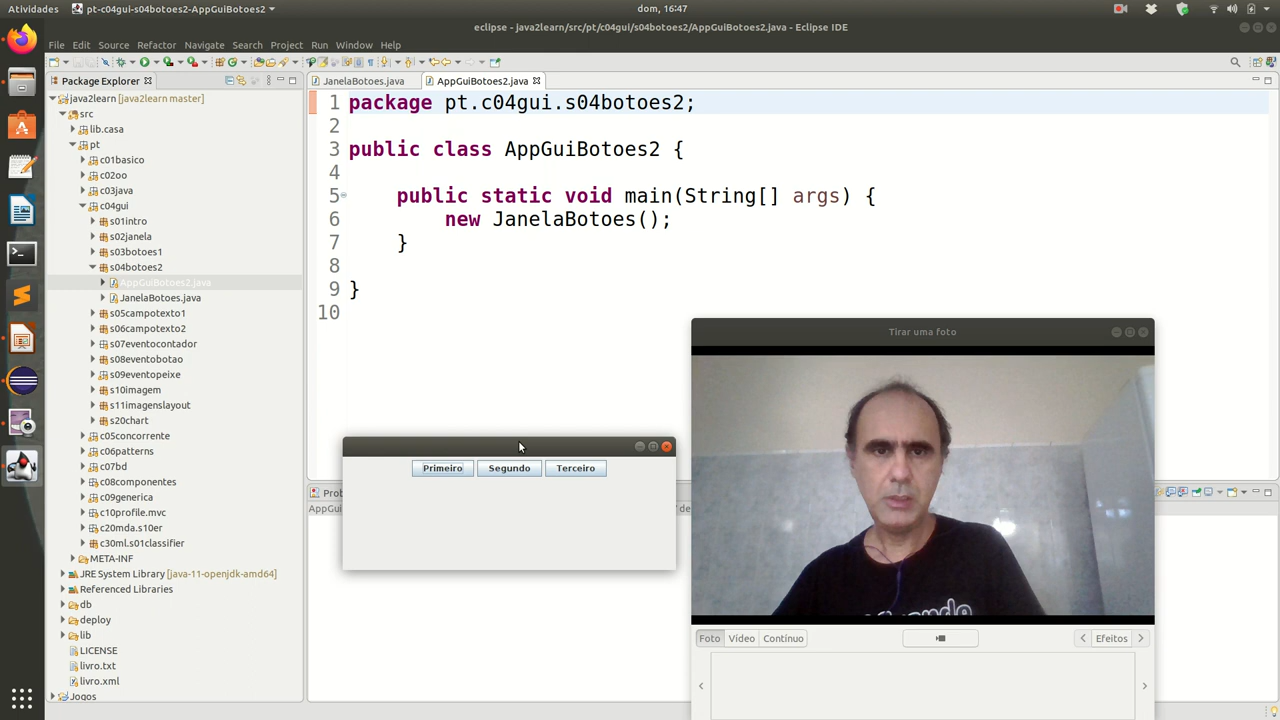 Atividades
pt-c04gui-s04botoes2-AppGuiBotoes2
dom, 16:47
eclipse - java2learn/src/pt/c04gui/s04botoes2/AppGuiBotoes2.java - Eclipse IDE
File Edit Source Refactor Navigate Search Project Run Window Help
Package Explorer
JanelaBotoes.java
AppGuiBotoes2.java
java2learn [java2learn master]
src
lib.casa
pt
c01basico
c02oo
c03java
c04gui
s01intro
s02janela
s03botoes1
s04botoes2
AppGuiBotoes2.java
JanelaBotoes.java
s05campotexto1
s06campotexto2
s07eventocontador
s08eventobotao
s09eventopeixe
s10imagem
s11imagenslayout
s20chart
c05concorrente
c06patterns
c07bd
c08componentes
c09generica
c10profile.mvc
c20mda.s10er
c30ml.s01classifier
META-INF
JRE System Library [java-11-openjdk-amd64]
Referenced Libraries
db
deploy
lib
LICENSE
livro.txt
livro.xml
Jogos
1 package pt.c04gui.s04botoes2;
2
3 public class AppGuiBotoes2 {
4
5 public static void main(String[] args) {
6 new JanelaBotoes();
7 }
8
9 }
10
Prob
AppGu
7 de
Primeiro Segundo Terceiro
Tirar uma foto
Foto Vídeo Contínuo
Efeitos